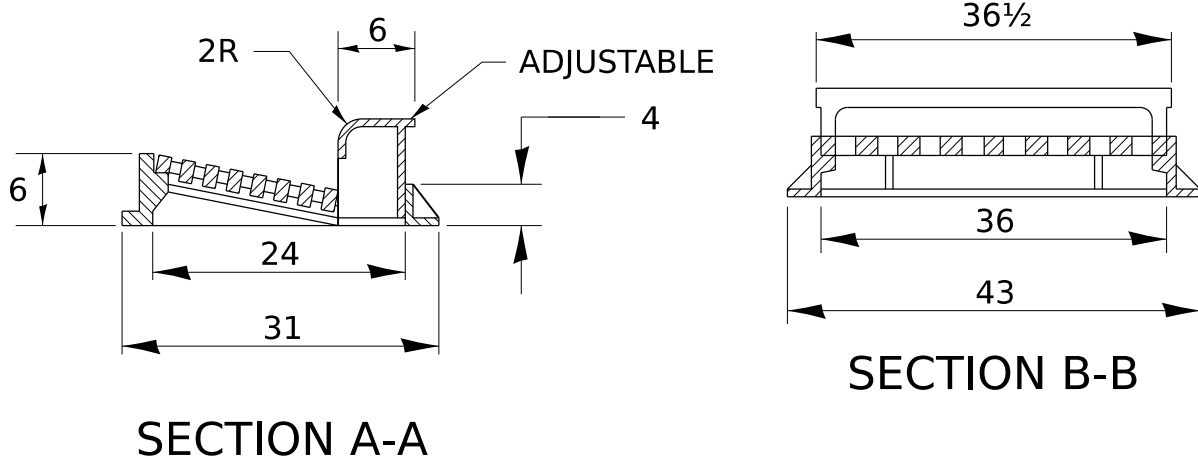 6
2R
ADJUSTABLE
4
6
24
31
SECTION A-A
36½
36
43
SECTION B-B